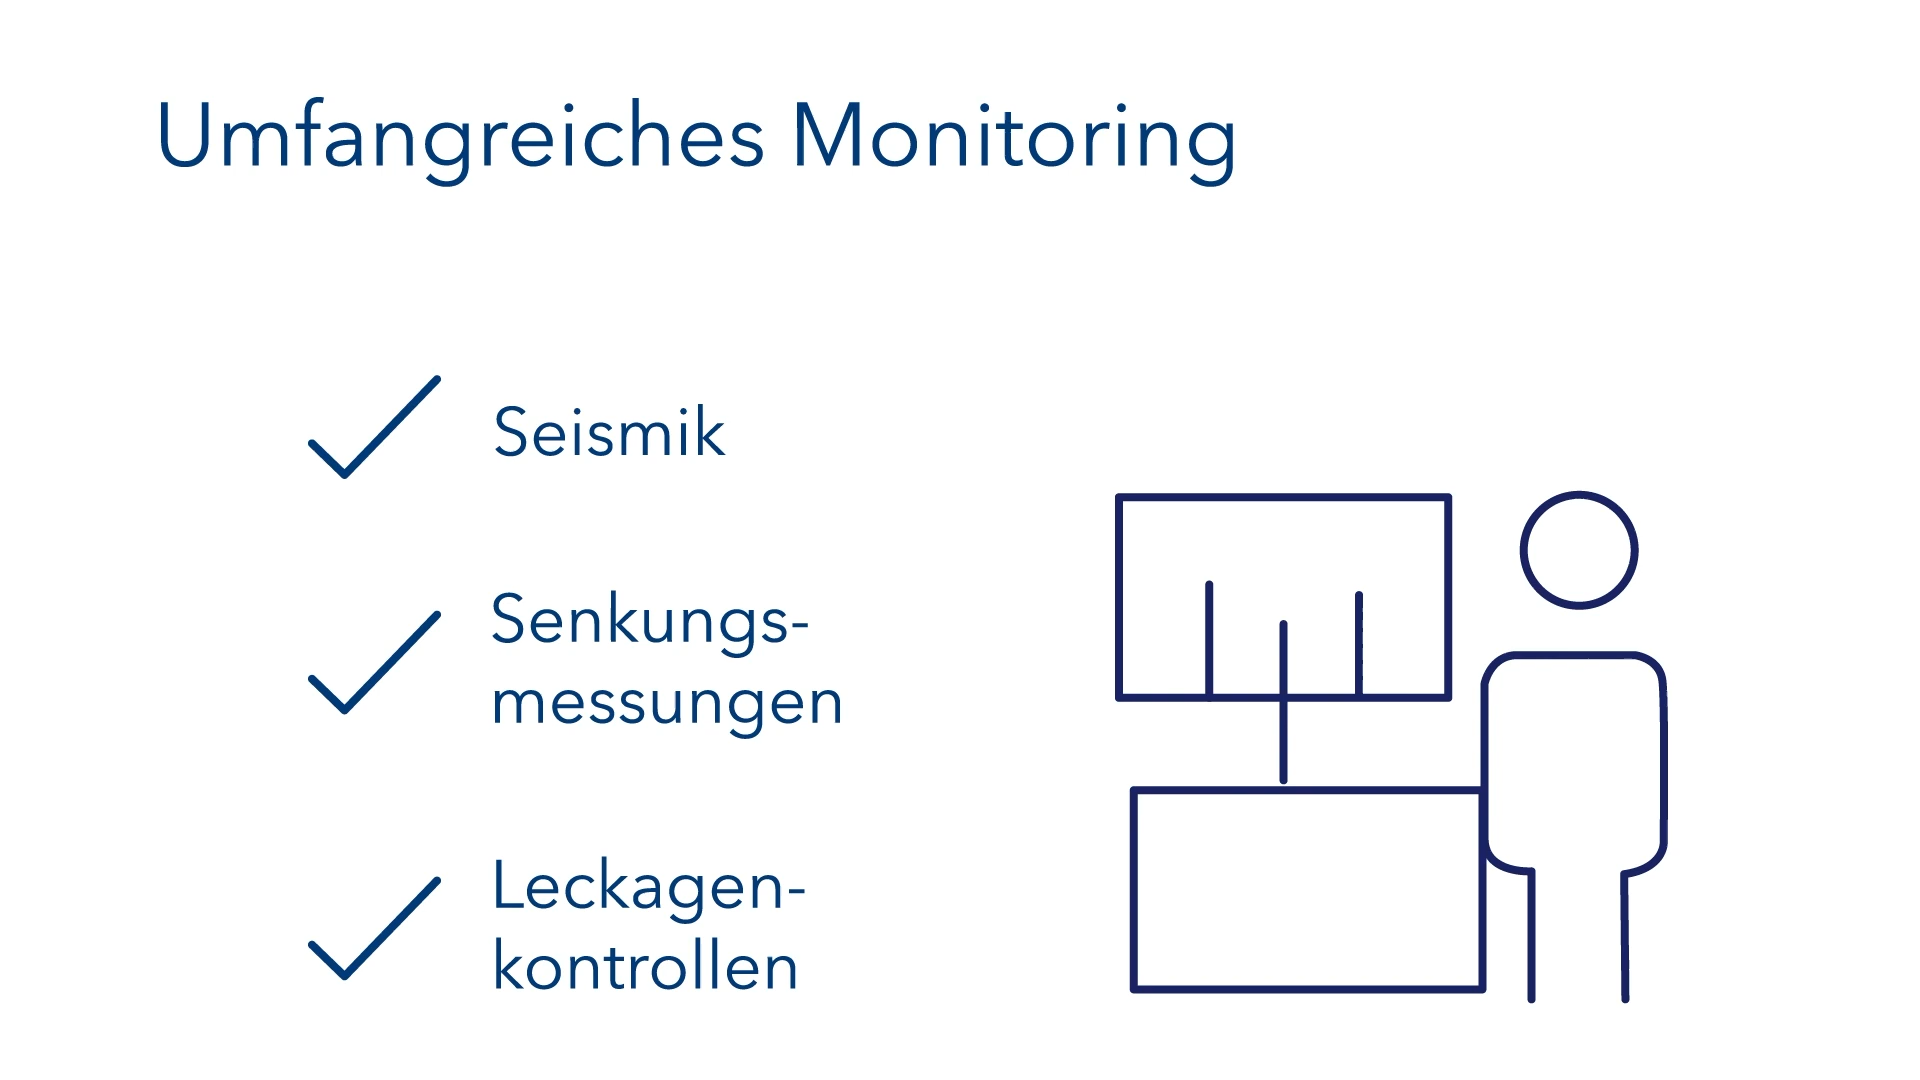 Umfangreiches Monitoring
Seismik
Senkungs-
messungen
Leckagen-
kontrollen